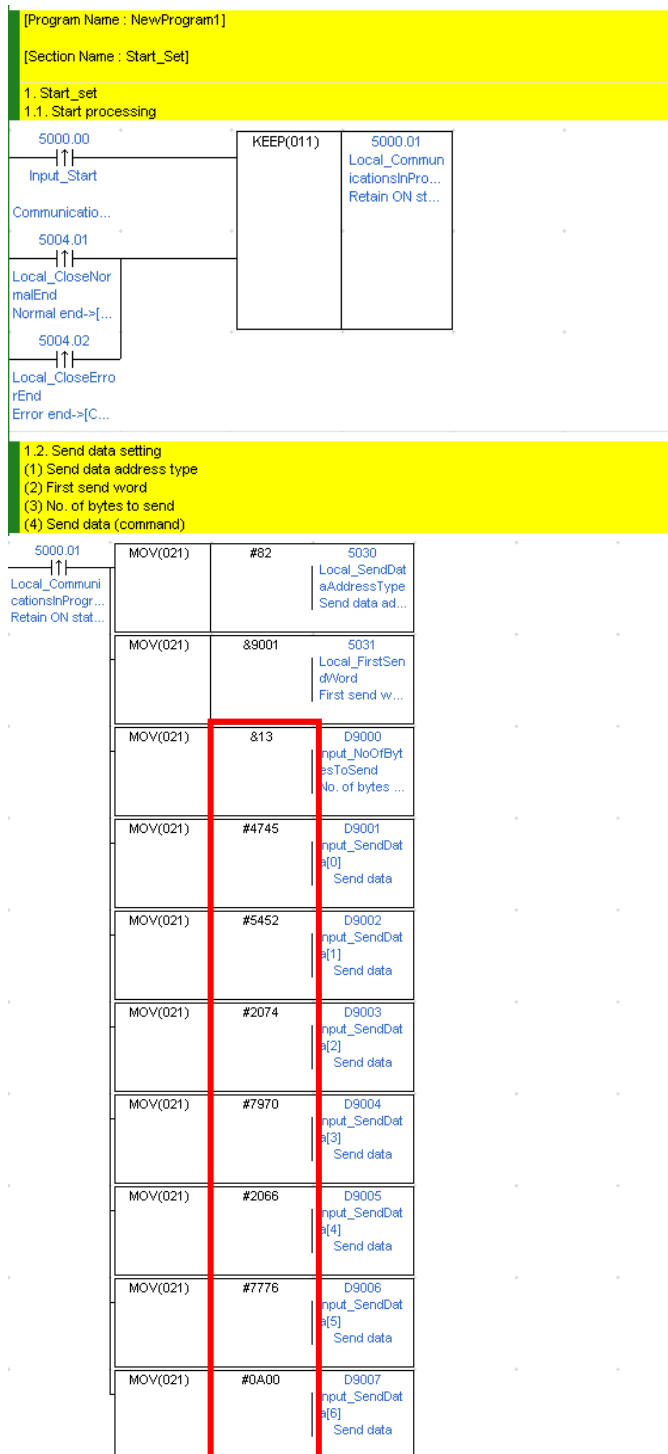 [Program Name : NewProgram1]
[Section Name : Start_Set]
1. Start_set
1.1. Start processing
5000.00
Input_Start
Communicatio...
KEEP(011)
5000.01
Local_Commun
icationsInPro...
Retain ON st...
5004.01
Local_CloseNor
malEnd
Normal end->[...
5004.02
Local_CloseErro
rEnd
Error end->[C...
1.2. Send data setting
(1) Send data address type
(2) First send word
(3) No. of bytes to send
(4) Send data (command)
5000.01
Local_Communi
cationsInProgr...
Retain ON stat...
MOV(021) #82 5030
Local_SendDat
aAddressType
Send data ad...
MOV(021) &9001 5031
Local_FirstSen
dWord
First send w...
MOV(021) &13 D9000
nput_NoOfByt
esToSend
No. of bytes ...
MOV(021) #4745 D9001
nput_SendDat
a[0]
Send data
MOV(021) #5452 D9002
nput_SendDat
a[1]
Send data
MOV(021) #2074 D9003
nput_SendDat
a[2]
Send data
MOV(021) #7970 D9004
nput_SendDat
a[3]
Send data
MOV(021) #2066 D9005
nput_SendDat
a[4]
Send data
MOV(021) #7776 D9006
nput_SendDat
a[5]
Send data
MOV(021) #0A00 D9007
nput_SendDat
a[6]
Send data